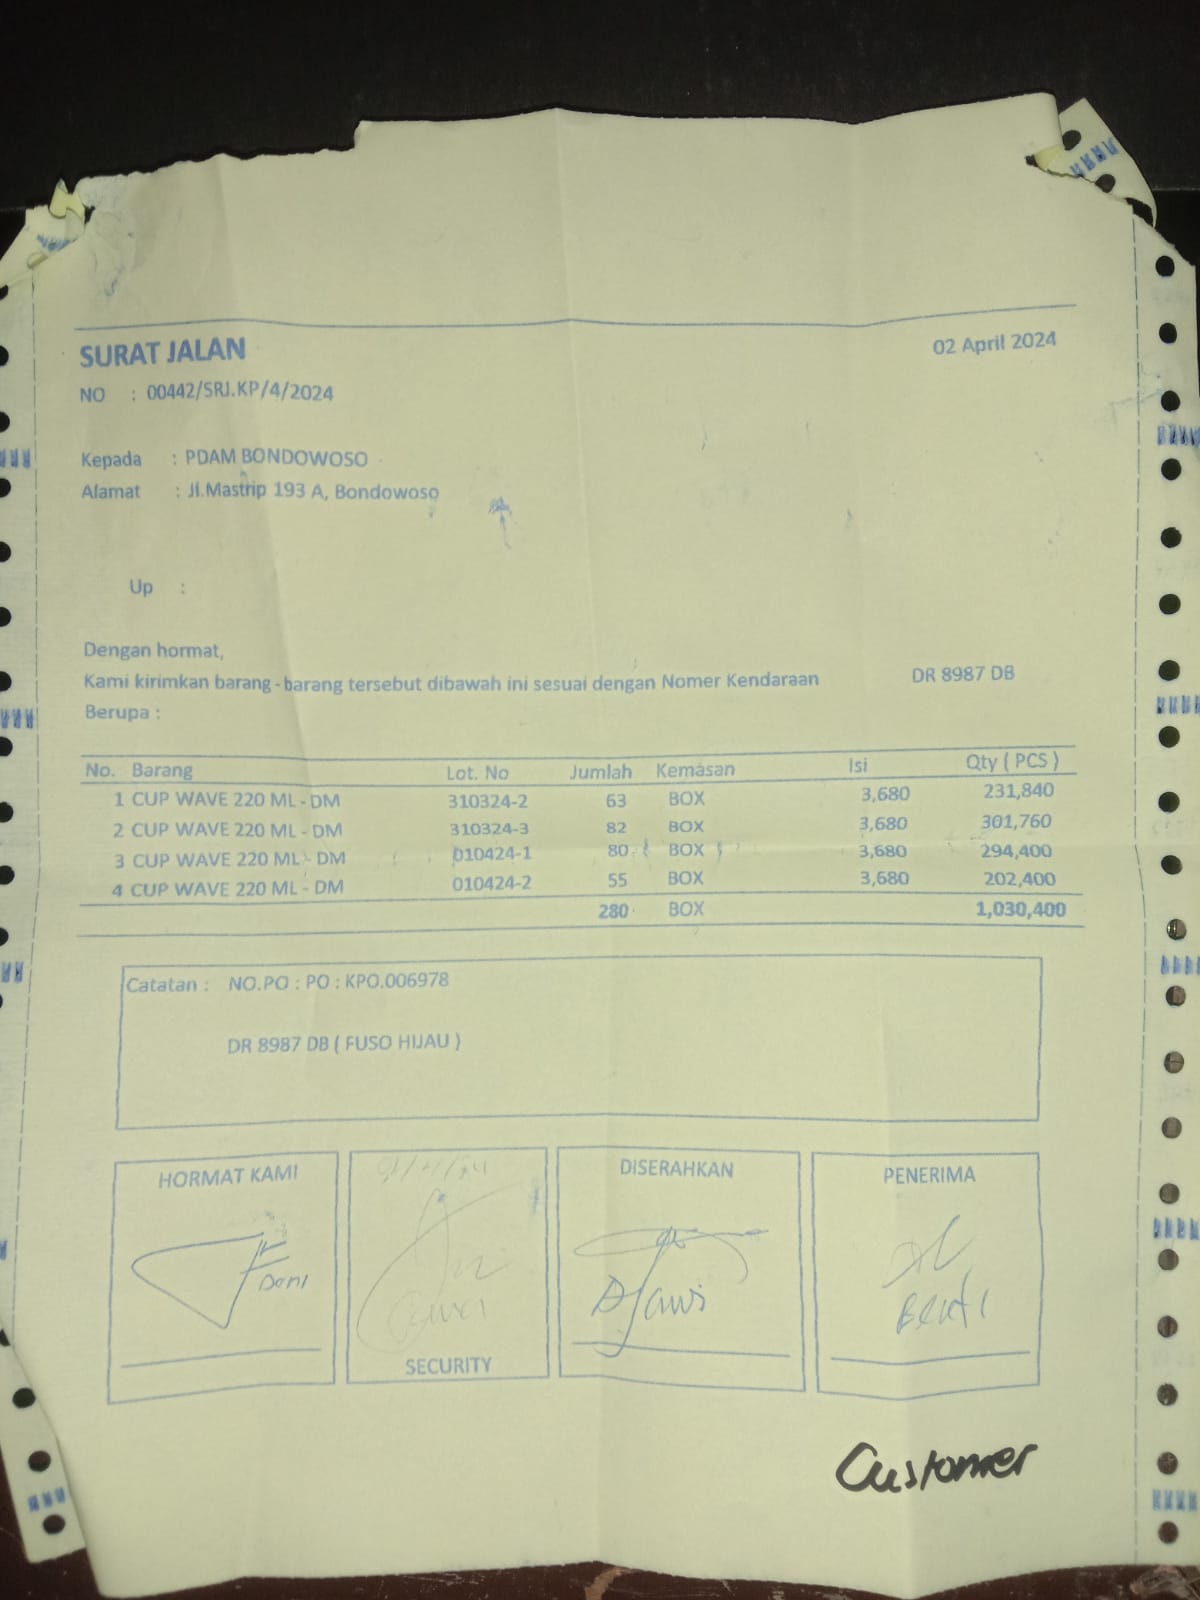 SURAT JALAN
02 April 2024
NO : 00442/SRJ.KP/4/2024
Kepada : PDAM BONDOWOSO
Alamat : Jl.Mastrip 193 A, Bondowoso
Up :
Dengan hormat,
Kami kirimkan barang-barang tersebut dibawah ini sesuai dengan Nomer Kendaraan DR 8987 DB
Berupa :
No. Barang Lot. No Jumlah Kemasan Isi Qty ( PCS )
1 CUP WAVE 220 ML - DM 310324-2 63 BOX 3,680 231,840
2 CUP WAVE 220 ML - DM 310324-3 82 BOX 3,680 301,760
3 CUP WAVE 220 ML - DM 010424-1 80 BOX 3,680 294,400
4 CUP WAVE 220 ML - DM 010424-2 55 BOX 3,680 202,400
280 BOX 1,030,400
Catatan : NO.PO : PO : KPO.006978
DR 8987 DB ( FUSO HIJAU )
HORMAT KAMI
DISERAHKAN
PENERIMA
Deni
SECURITY
Customer